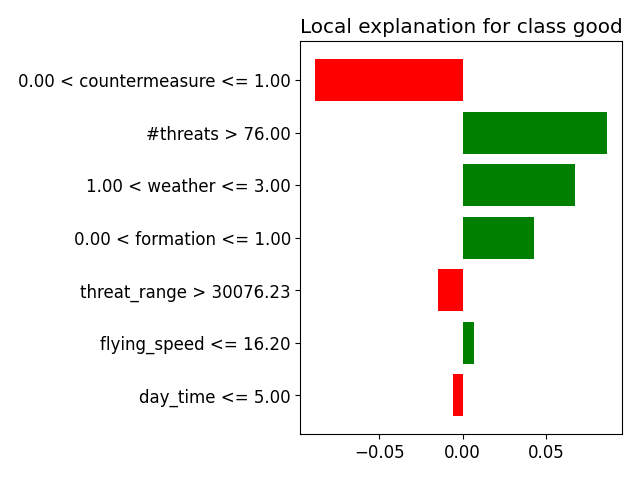 Local explanation for class good
0.00 < countermeasure <= 1.00
#threats > 76.00
1.00 < weather <= 3.00
0.00 < formation <= 1.00
threat_range > 30076.23
flying_speed <= 16.20
day_time <= 5.00
−0.05 0.00 0.05